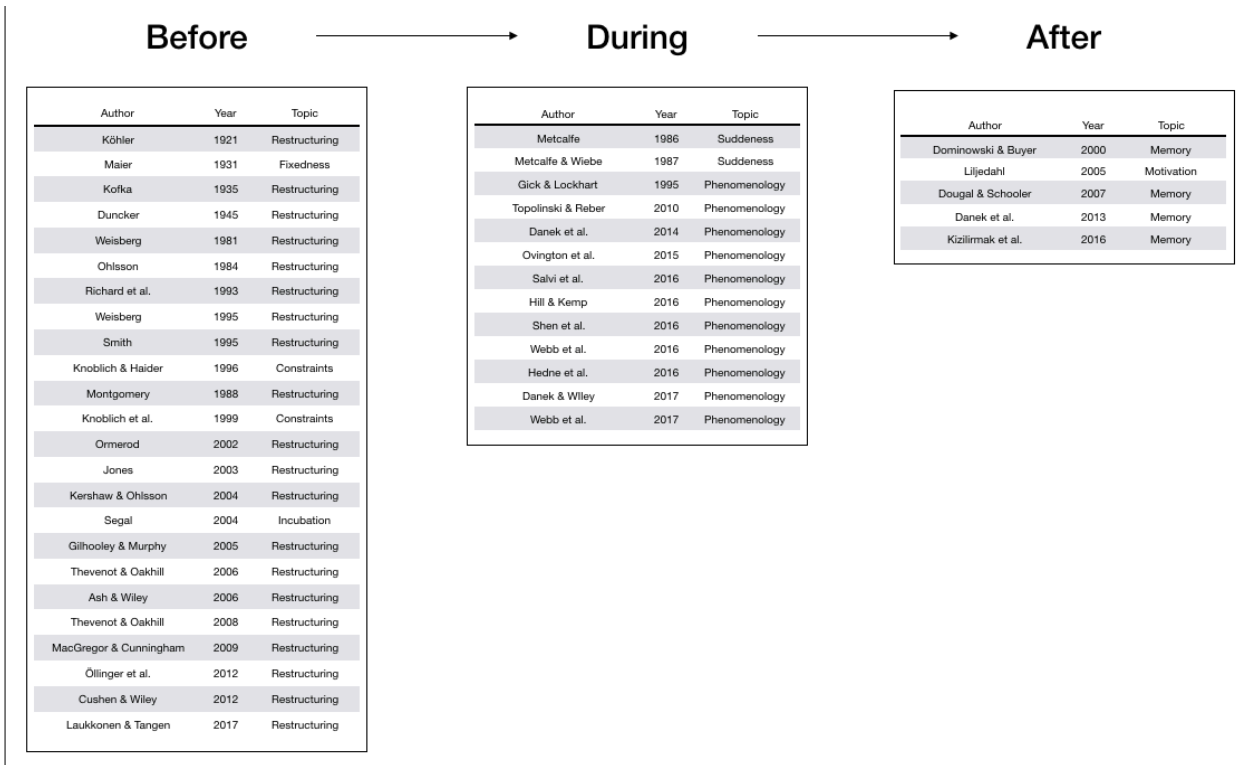 Before During After
Author Year Topic
Köhler 1921 Restructuring
Maier 1931 Fixedness
Kofka 1935 Restructuring
Duncker 1945 Restructuring
Weisberg 1981 Restructuring
Ohlsson 1984 Restructuring
Richard et al. 1993 Restructuring
Weisberg 1995 Restructuring
Smith 1995 Restructuring
Knoblich & Haider 1996 Constraints
Montgomery 1988 Restructuring
Knoblich et al. 1999 Constraints
Ormerod 2002 Restructuring
Jones 2003 Restructuring
Kershaw & Ohlsson 2004 Restructuring
Segal 2004 Incubation
Gilhooley & Murphy 2005 Restructuring
Thevenot & Oakhill 2006 Restructuring
Ash & Wiley 2006 Restructuring
Thevenot & Oakhill 2008 Restructuring
MacGregor & Cunningham 2009 Restructuring
Öllinger et al. 2012 Restructuring
Cushen & Wiley 2012 Restructuring
Laukkonen & Tangen 2017 Restructuring
Author Year Topic
Metcalfe 1986 Suddeness
Metcalfe & Wiebe 1987 Suddeness
Gick & Lockhart 1995 Phenomenology
Topolinski & Reber 2010 Phenomenology
Danek et al. 2014 Phenomenology
Ovington et al. 2015 Phenomenology
Salvi et al. 2016 Phenomenology
Hill & Kemp 2016 Phenomenology
Shen et al. 2016 Phenomenology
Webb et al. 2016 Phenomenology
Hedne et al. 2016 Phenomenology
Danek & WIley 2017 Phenomenology
Webb et al. 2017 Phenomenology
Author Year Topic
Dominowski & Buyer 2000 Memory
Liljedahl 2005 Motivation
Dougal & Schooler 2007 Memory
Danek et al. 2013 Memory
Kizilirmak et al. 2016 Memory